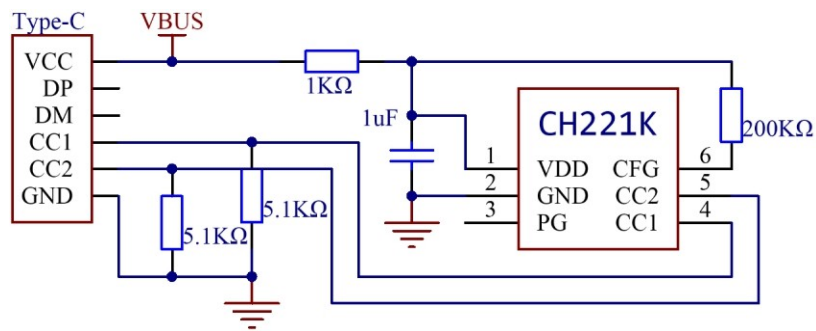 Type-C
VBUS
VCC
DP
DM
CC1
CC2
GND
1KΩ
1uF
CH221K
200KΩ
1 VDD CFG 6
2 GND CC2 5
3 PG CC1 4
5.1KΩ
5.1KΩ